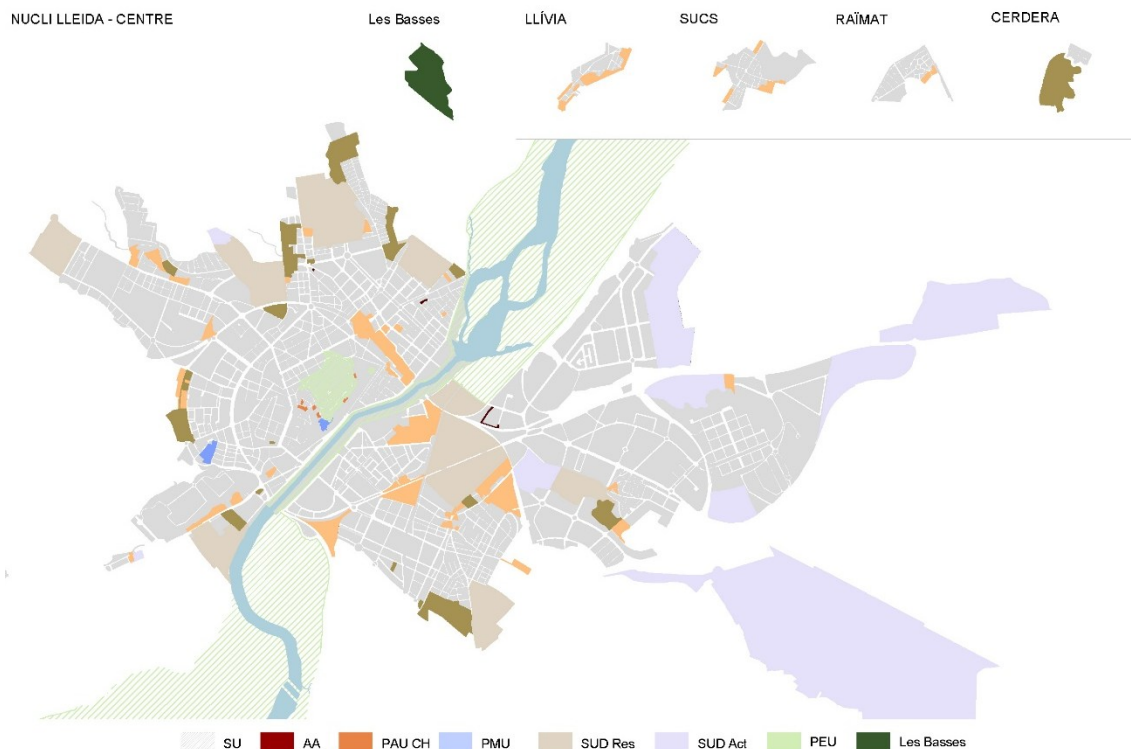 NUCLI LLEIDA - CENTRE
Les Basses
LLÍVIA
SUCS
RAÏMAT
CERDERA
SU
AA
PAU CH
PMU
SUD Res
SUD Act
PEU
Les Basses